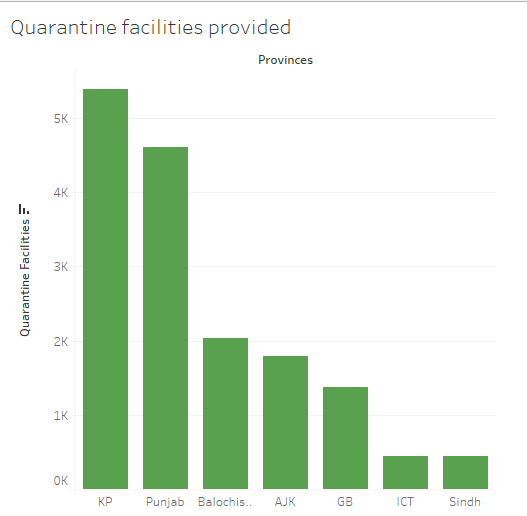 Quarantine facilities provided
Provinces
Quarantine Facilities
5K
4K
3K
2K
1K
0K
KP Punjab Balochis.. AJK GB ICT Sindh